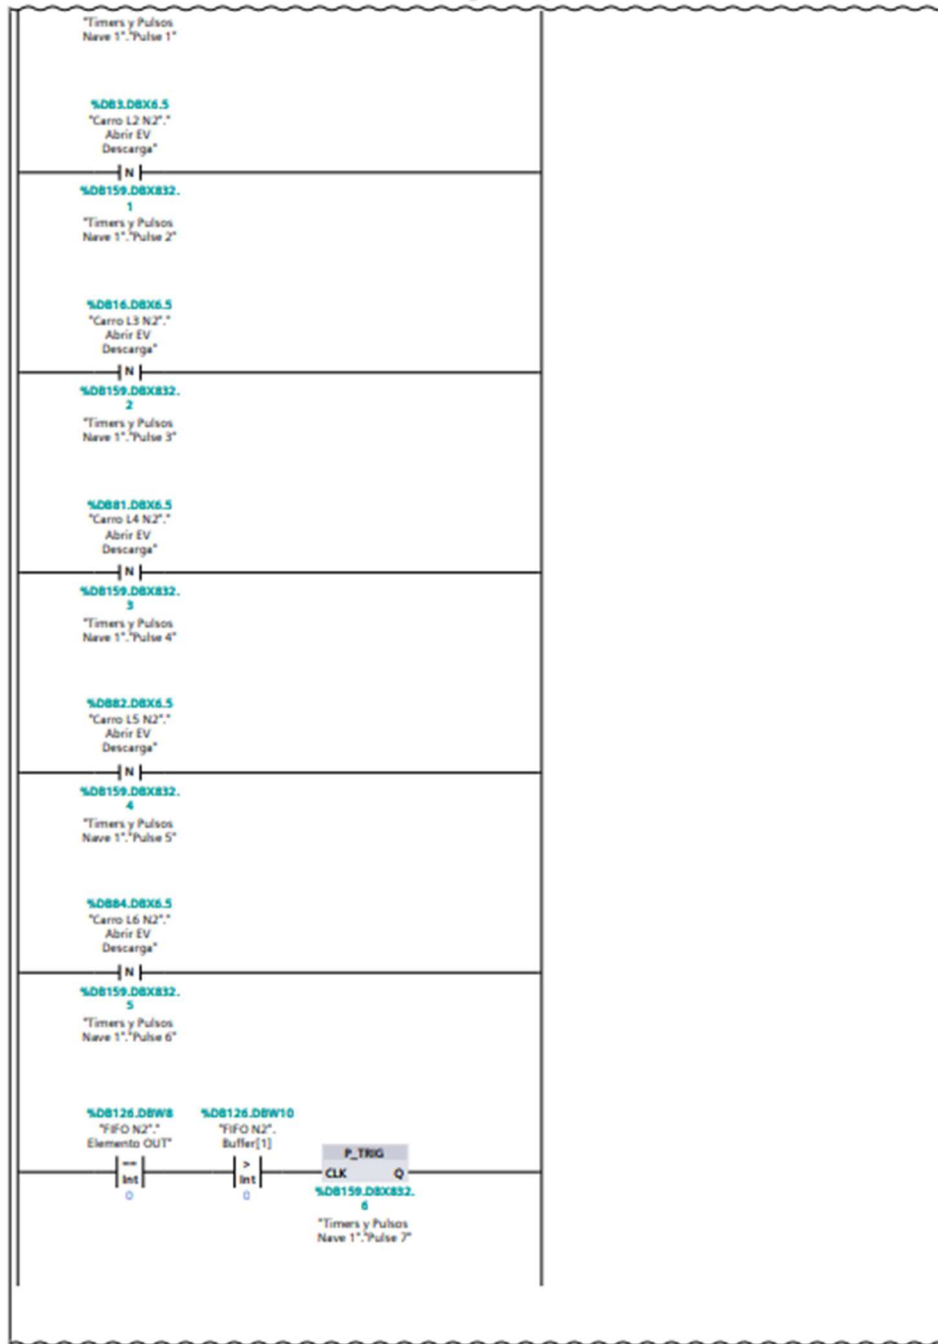 "Timers y Pulsos
Nave 1"."Pulse 1"
%DB3.DBX6.5
"Carro L2 N2"."
Abrir EV
Descarga"
N
%DB159.DBX832.
1
"Timers y Pulsos
Nave 1"."Pulse 2"
%DB16.DBX6.5
"Carro L3 N2"."
Abrir EV
Descarga"
N
%DB159.DBX832.
2
"Timers y Pulsos
Nave 1"."Pulse 3"
%DB81.DBX6.5
"Carro L4 N2"."
Abrir EV
Descarga"
N
%DB159.DBX832.
3
"Timers y Pulsos
Nave 1"."Pulse 4"
%DB82.DBX6.5
"Carro L5 N2"."
Abrir EV
Descarga"
N
%DB159.DBX832.
4
"Timers y Pulsos
Nave 1"."Pulse 5"
%DB84.DBX6.5
"Carro L6 N2"."
Abrir EV
Descarga"
N
%DB159.DBX832.
5
"Timers y Pulsos
Nave 1"."Pulse 6"
%DB126.DBW8 %DB126.DBW10
"FIFO N2"." "FIFO N2".
Elemento OUT" Buffer[1]
P_TRIG
== > CLK Q
Int Int
0 0
%DB159.DBX832.
6
"Timers y Pulsos
Nave 1"."Pulse 7"